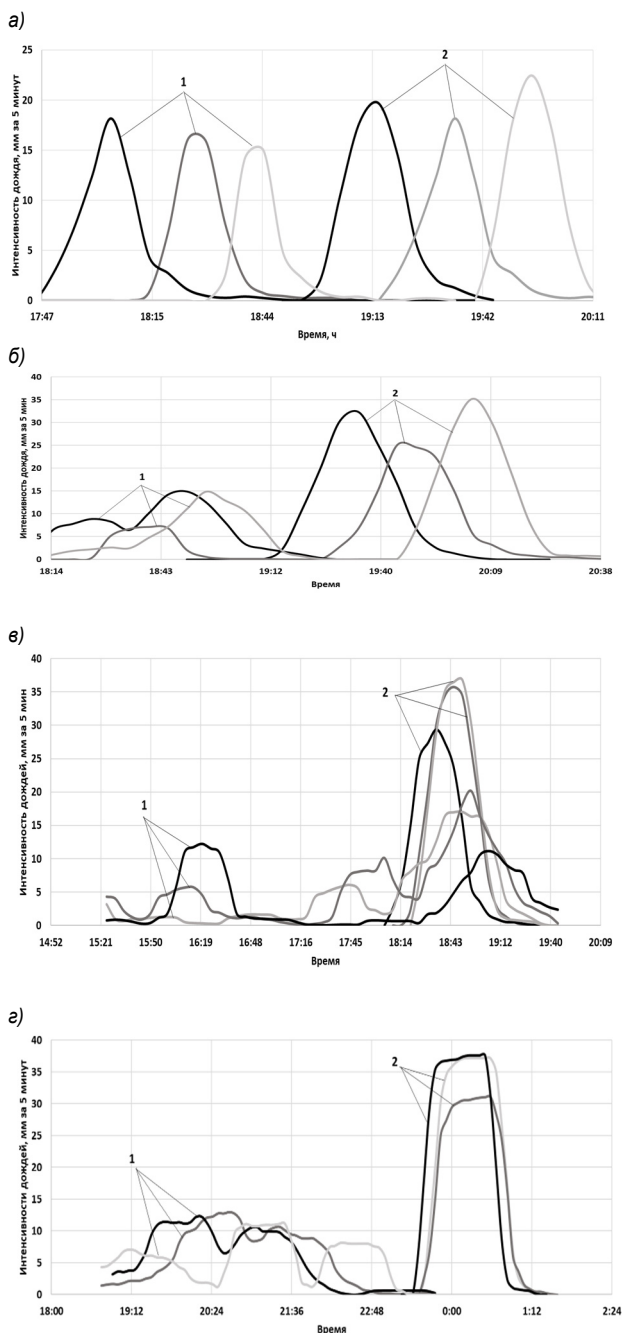 а)
Интенсивность дождя, мм за 5 минут
25
20
15
10
5
0
1
2
17:47 18:15 18:44 19:13 19:42 20:11
Время, ч
б)
Интенсивность дождя, мм за 5 мин
40
35
30
25
20
15
10
5
0
1
2
18:14 18:43 19:12 19:40 20:09 20:38
Время
в)
Интенсивность дождей, мм за 5 мин
40
35
30
25
20
15
10
5
0
1
2
14:52 15:21 15:50 16:19 16:48 17:16 17:45 18:14 18:43 19:12 19:40 20:09
Время
г)
Интенсивности дождей, мм за 5 минут
40
35
30
25
20
15
10
5
0
1
2
18:00 19:12 20:24 21:36 22:48 0:00 1:12 2:24
Время